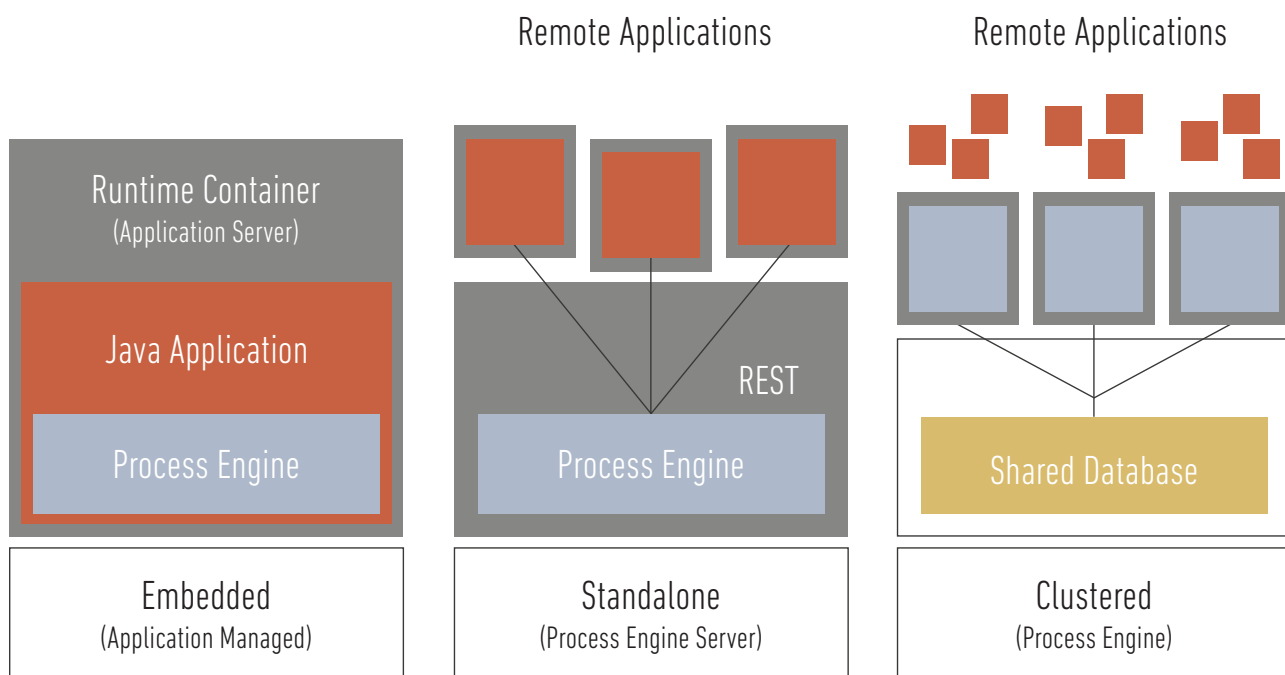 Remote Applications
Remote Applications
Runtime Container
(Application Server)
Java Application
Process Engine
REST
Process Engine
Shared Database
Embedded
(Application Managed)
Standalone
(Process Engine Server)
Clustered
(Process Engine)